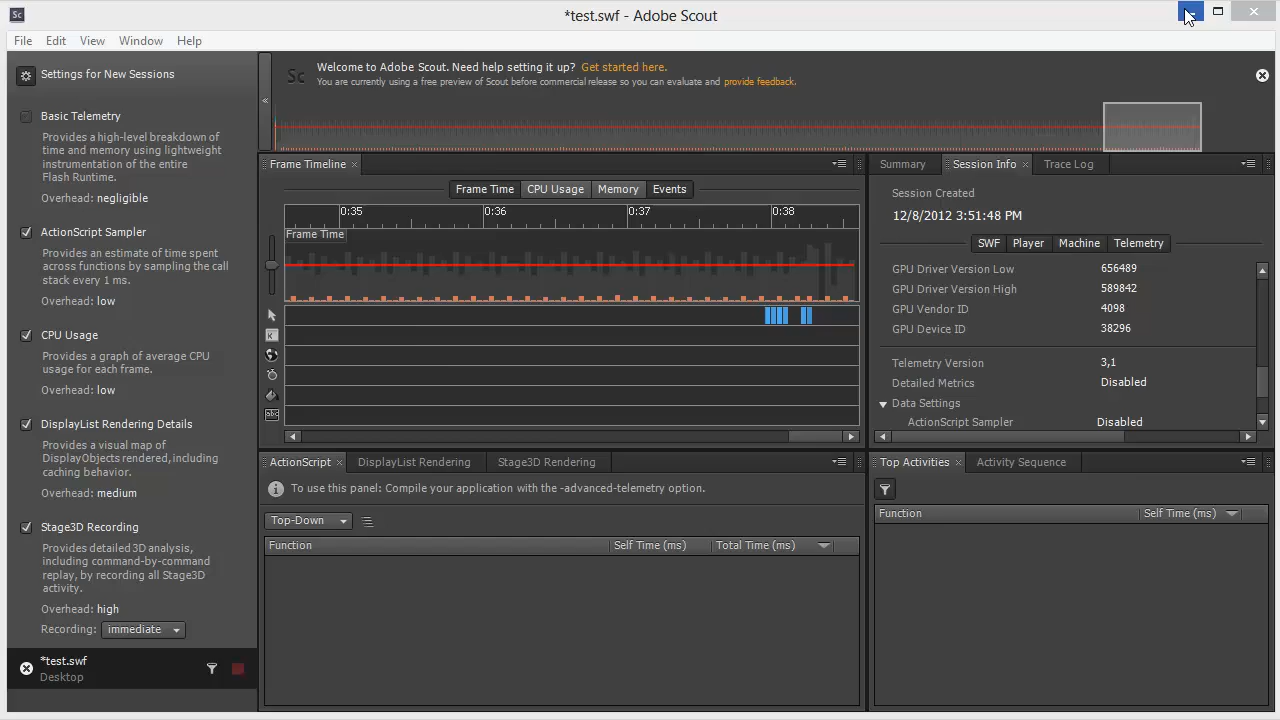 Sc
*test.swf - Adobe Scout
File Edit View Window Help
Settings for New Sessions
Basic Telemetry
Provides a high-level breakdown of
time and memory using lightweight
instrumentation of the entire
Flash Runtime.
Overhead: negligible
ActionScript Sampler
Provides an estimate of time spent
across functions by sampling the call
stack every 1 ms.
Overhead: low
CPU Usage
Provides a graph of average CPU
usage for each frame.
Overhead: low
DisplayList Rendering Details
Provides a visual map of
DisplayObjects rendered, including
caching behavior.
Overhead: medium
Stage3D Recording
Provides detailed 3D analysis,
including command-by-command
replay, by recording all Stage3D
activity.
Overhead: high
Recording: immediate
*test.swf
Desktop
Sc
Welcome to Adobe Scout. Need help setting it up? Get started here.
You are currently using a free preview of Scout before commercial release so you can evaluate and provide feedback.
Frame Timeline
Frame Time CPU Usage Memory Events
0:35 0:36 0:37 0:38
Frame Time
abc
Summary Session Info Trace Log
Session Created
12/8/2012 3:51:48 PM
SWF Player Machine Telemetry
GPU Driver Version Low 656489
GPU Driver Version High 589842
GPU Vendor ID 4098
GPU Device ID 38296
Telemetry Version 3,1
Detailed Metrics Disabled
Data Settings
ActionScript Sampler Disabled
ActionScript DisplayList Rendering Stage3D Rendering
To use this panel: Compile your application with the -advanced-telemetry option.
Top-Down
Function Self Time (ms) Total Time (ms)
Top Activities Activity Sequence
Function Self Time (ms)